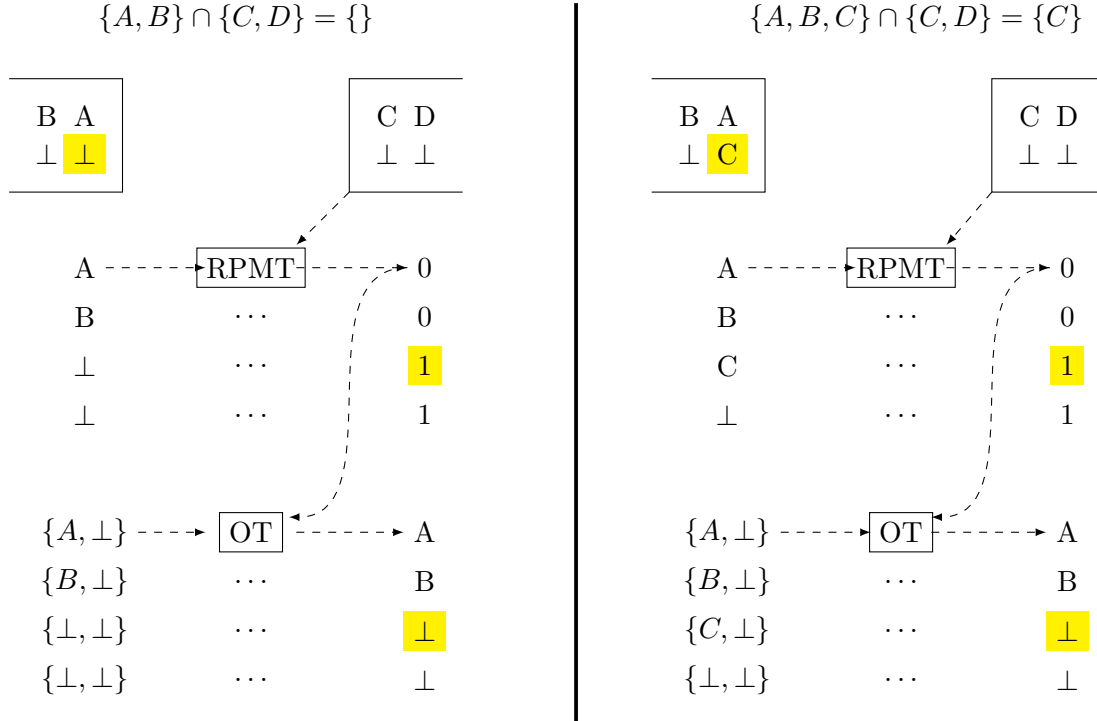 {A, B} ∩ {C, D} = {}
B A
⊥ ⊥
C D
⊥ ⊥
A RPMT 0
B ··· 0
⊥ ··· 1
⊥ ··· 1
{A, ⊥} OT A
{B, ⊥} ··· B
{⊥, ⊥} ··· ⊥
{⊥, ⊥} ··· ⊥
{A, B, C} ∩ {C, D} = {C}
B A
⊥ C
C D
⊥ ⊥
A RPMT 0
B ··· 0
C ··· 1
⊥ ··· 1
{A, ⊥} OT A
{B, ⊥} ··· B
{C, ⊥} ··· ⊥
{⊥, ⊥} ··· ⊥